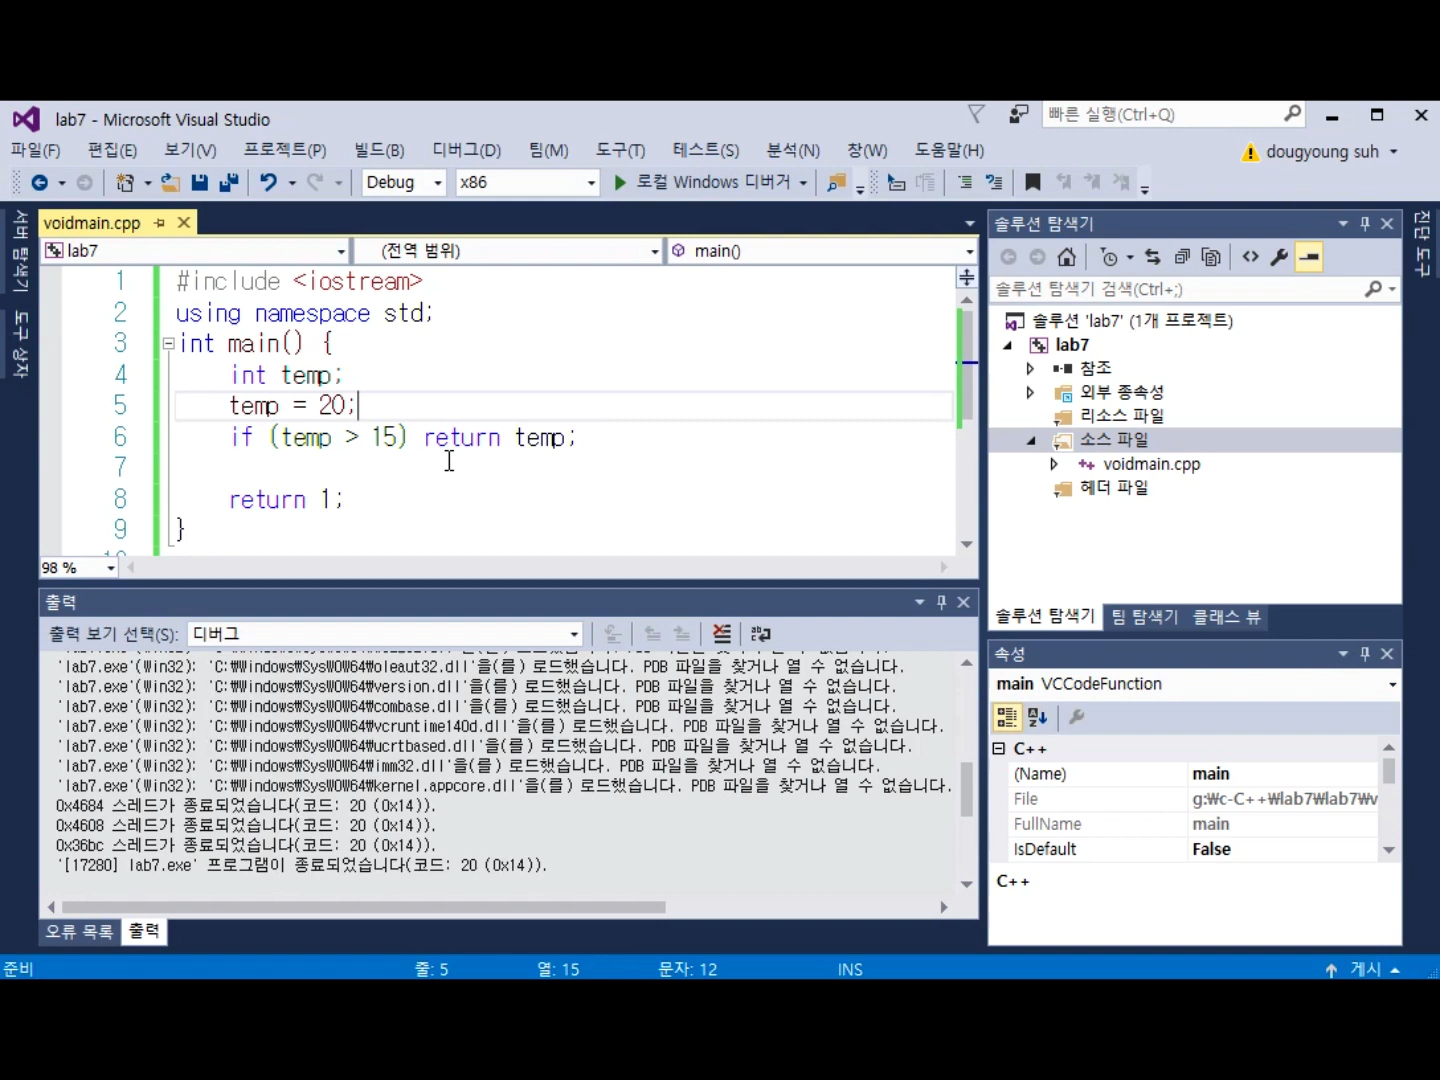 lab7 - Microsoft Visual Studio
빠른 실행(Ctrl+Q)
파일(F) 편집(E) 보기(V) 프로젝트(P) 빌드(B) 디버그(D) 팀(M) 도구(T) 테스트(S) 분석(N) 창(W) 도움말(H) dougyoung suh
Debug x86 로컬 Windows 디버거
서버 탐색기
도구 상자
voidmain.cpp
lab7 (전역 범위) main()
1 #include <iostream>
2 using namespace std;
3 int main() {
4 int temp;
5 temp = 20;
6 if (temp > 15) return temp;
7
8 return 1;
9 }
10
98 %
출력
출력 보기 선택(S): 디버그
'lab7.exe'(Win32): 'C:₩Windows₩SysWOW64₩oleaut32.dll'을(를) 로드했습니다. PDB 파일을 찾거나 열 수 없습니다.
'lab7.exe'(Win32): 'C:₩Windows₩SysWOW64₩version.dll'을(를) 로드했습니다. PDB 파일을 찾거나 열 수 없습니다.
'lab7.exe'(Win32): 'C:₩Windows₩SysWOW64₩combase.dll'을(를) 로드했습니다. PDB 파일을 찾거나 열 수 없습니다.
'lab7.exe'(Win32): 'C:₩Windows₩SysWOW64₩vcruntime140d.dll'을(를) 로드했습니다. PDB 파일을 찾거나 열 수 없습니다.
'lab7.exe'(Win32): 'C:₩Windows₩SysWOW64₩ucrtbased.dll'을(를) 로드했습니다. PDB 파일을 찾거나 열 수 없습니다.
'lab7.exe'(Win32): 'C:₩Windows₩SysWOW64₩imm32.dll'을(를) 로드했습니다. PDB 파일을 찾거나 열 수 없습니다.
'lab7.exe'(Win32): 'C:₩Windows₩SysWOW64₩kernel.appcore.dll'을(를) 로드했습니다. PDB 파일을 찾거나 열 수 없습니다.
0x4684 스레드가 종료되었습니다(코드: 20 (0x14)).
0x4608 스레드가 종료되었습니다(코드: 20 (0x14)).
0x36bc 스레드가 종료되었습니다(코드: 20 (0x14)).
'[17280] lab7.exe' 프로그램이 종료되었습니다(코드: 20 (0x14)).
오류 목록 출력
솔루션 탐색기
솔루션 탐색기 검색(Ctrl+;)
솔루션 'lab7' (1개 프로젝트)
lab7
참조
외부 종속성
리소스 파일
소스 파일
voidmain.cpp
헤더 파일
솔루션 탐색기 팀 탐색기 클래스 뷰
속성
main VCCodeFunction
C++
(Name) main
File g:₩c-C++₩lab7₩lab7₩v
FullName main
IsDefault False
C++
진단 도구
준비 줄: 5 열: 15 문자: 12 INS 게시